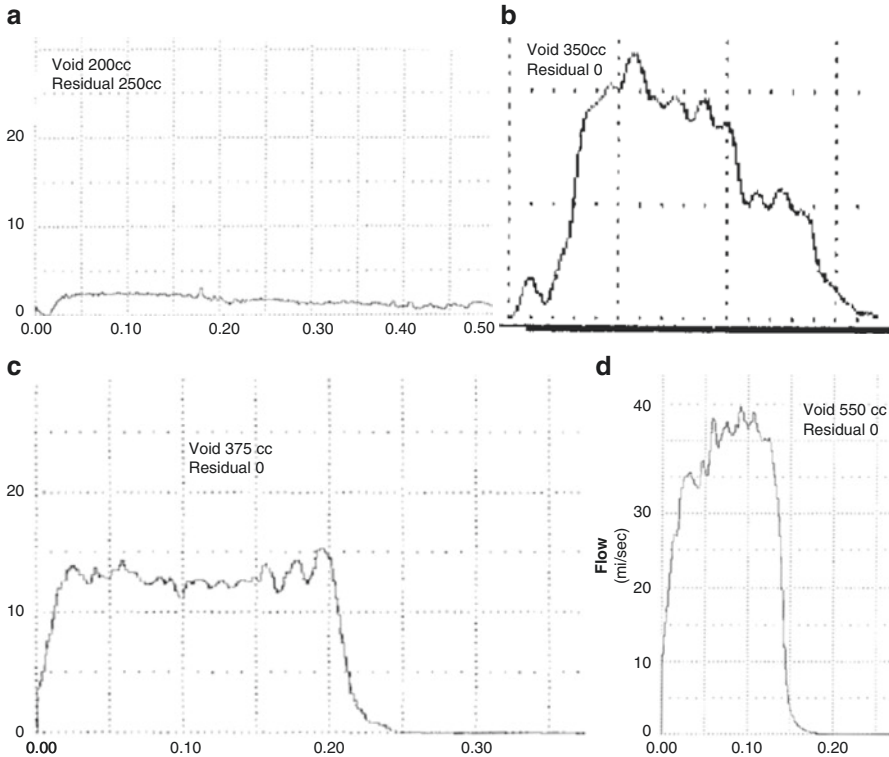 a
Void 200cc
Residual 250cc
20
10
0
0.00 0.10 0.20 0.30 0.40 0.50
b
Void 350cc
Residual 0
c
Void 375 cc
Residual 0
20
10
0
0.00 0.10 0.20 0.30
d
Void 550 cc
Residual 0
40
30
40
10
0
Flow
(mi/sec)
0.00 0.10 0.20